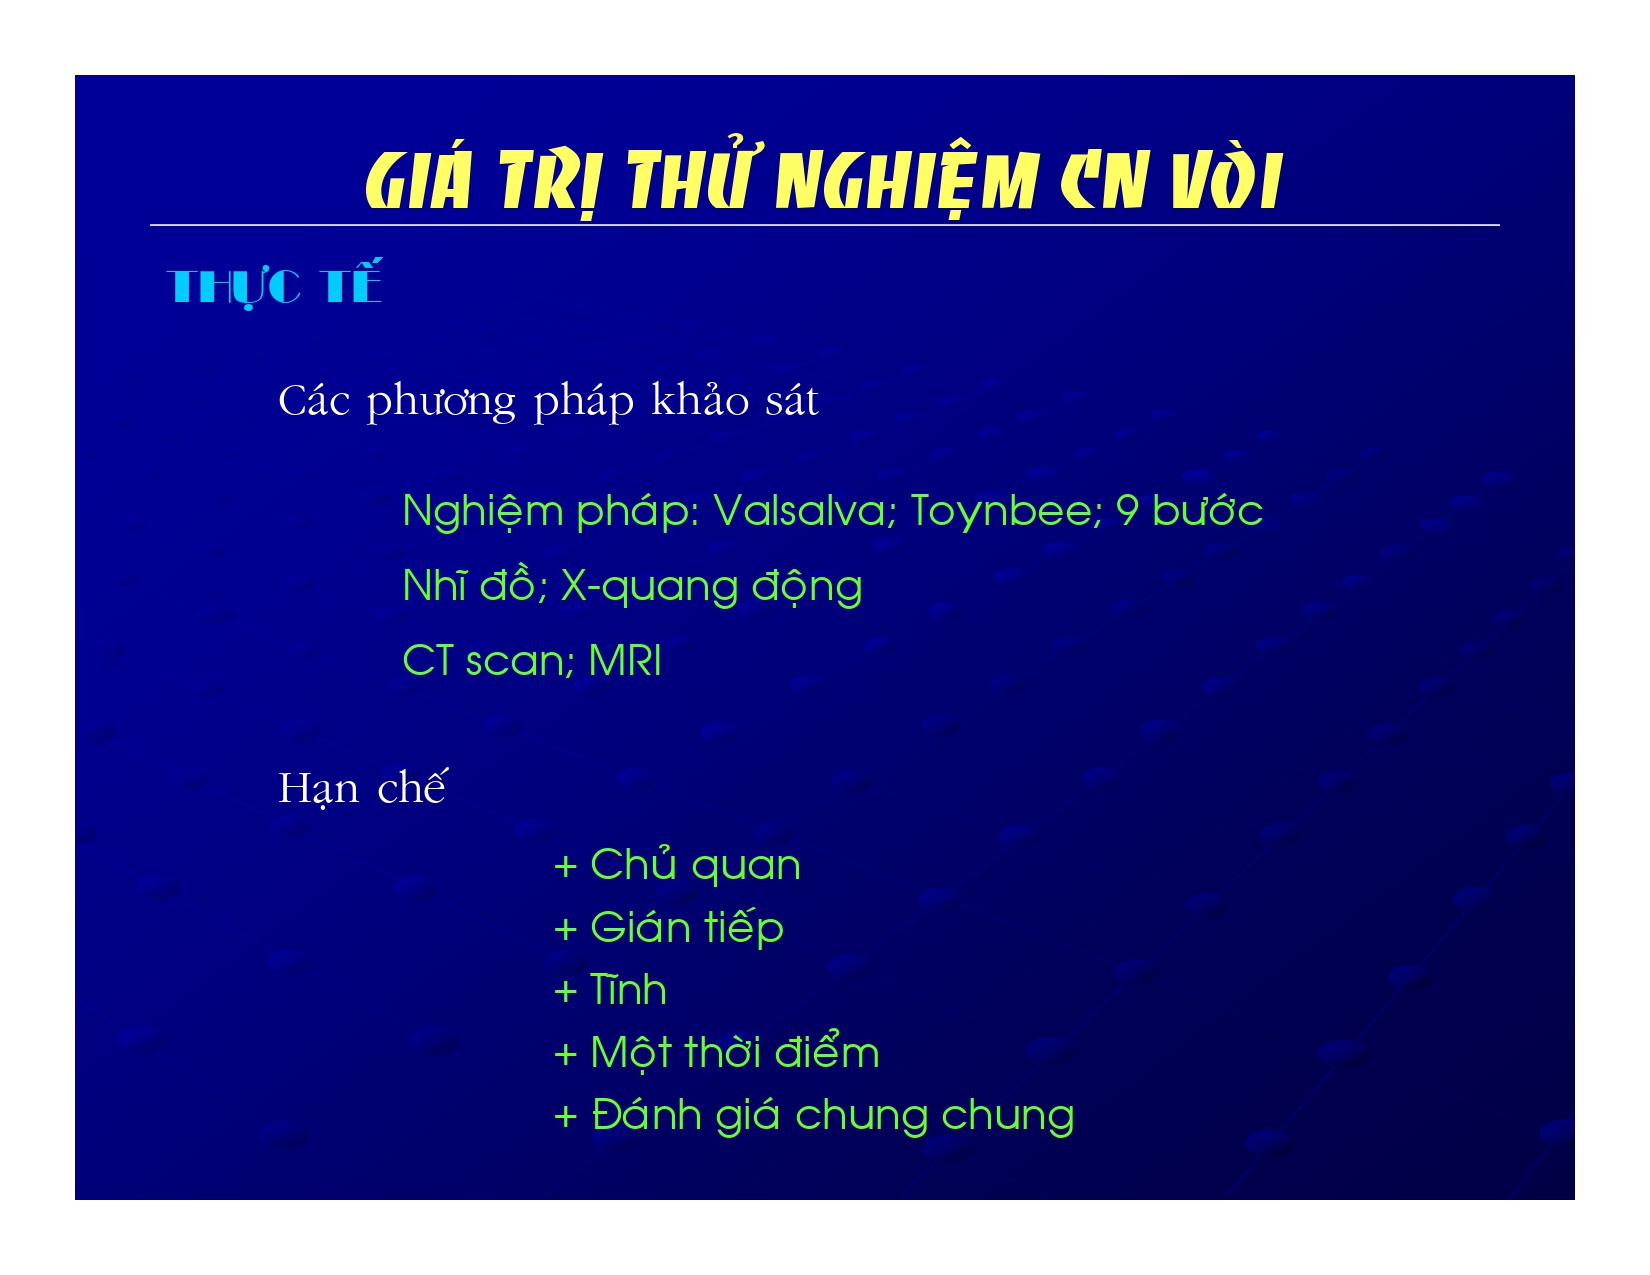 GIÁ TRỊ THỬ NGHIỆM CN VÒI
THỰC TẾ
Các phương pháp khảo sát
Nghiệm pháp: Valsalva; Toynbee; 9 bước
Nhĩ đồ; X-quang động
CT scan; MRI
Hạn chế
+ Chủ quan
+ Gián tiếp
+ Tĩnh
+ Một thời điểm
+ Đánh giá chung chung